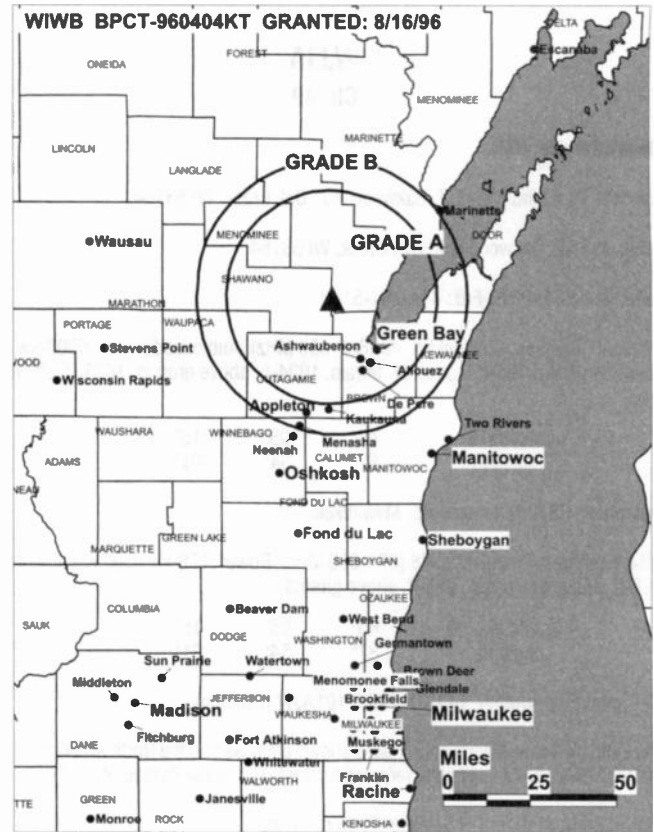 WIWB BPCT-960404KT GRANTED: 8/16/96
DELTA
Escanaba
FOREST
ONEIDA
MENOMINEE
MARINETTE
LINCOLN
LANGLADE
GRADE B
Marinette
DOOR
MENOMINEE
Wausau
GRADE A
SHAWANO
MARATHON
WAUPACA
PORTAGE
Green Bay
Stevens Point
Ashwaubenon
KEWAUNEE
WOOD
Allouez
Wisconsin Rapids
OUTAGAMIE
BROWN
De Pere
Appleton
Kaukauna
WAUSHARA
WINNEBAGO
Two Rivers
Menasha
Neenah
CALUMET
Manitowoc
ADAMS
MANITOWOC
Oshkosh
NEAU
FOND DU LAC
Fond du Lac
Sheboygan
GREEN LAKE
MARQUETTE
SHEBOYGAN
OZAUKEE
COLUMBIA
Beaver Dam
West Bend
SAUK
DODGE
WASHINGTON
Germantown
Sun Prairie
Watertown
Brown Deer
Middleton
Menomonee Falls
Glendale
JEFFERSON
Brookfield
Madison
WAUKESHA
Milwaukee
MILWAUKEE
Fitchburg
Fort Atkinson
Muskego
DANE
Miles
Whitewater
Franklin
0 25 50
WALWORTH
Racine
TTE
GREEN
Janesville
Monroe
ROCK
KENOSHA